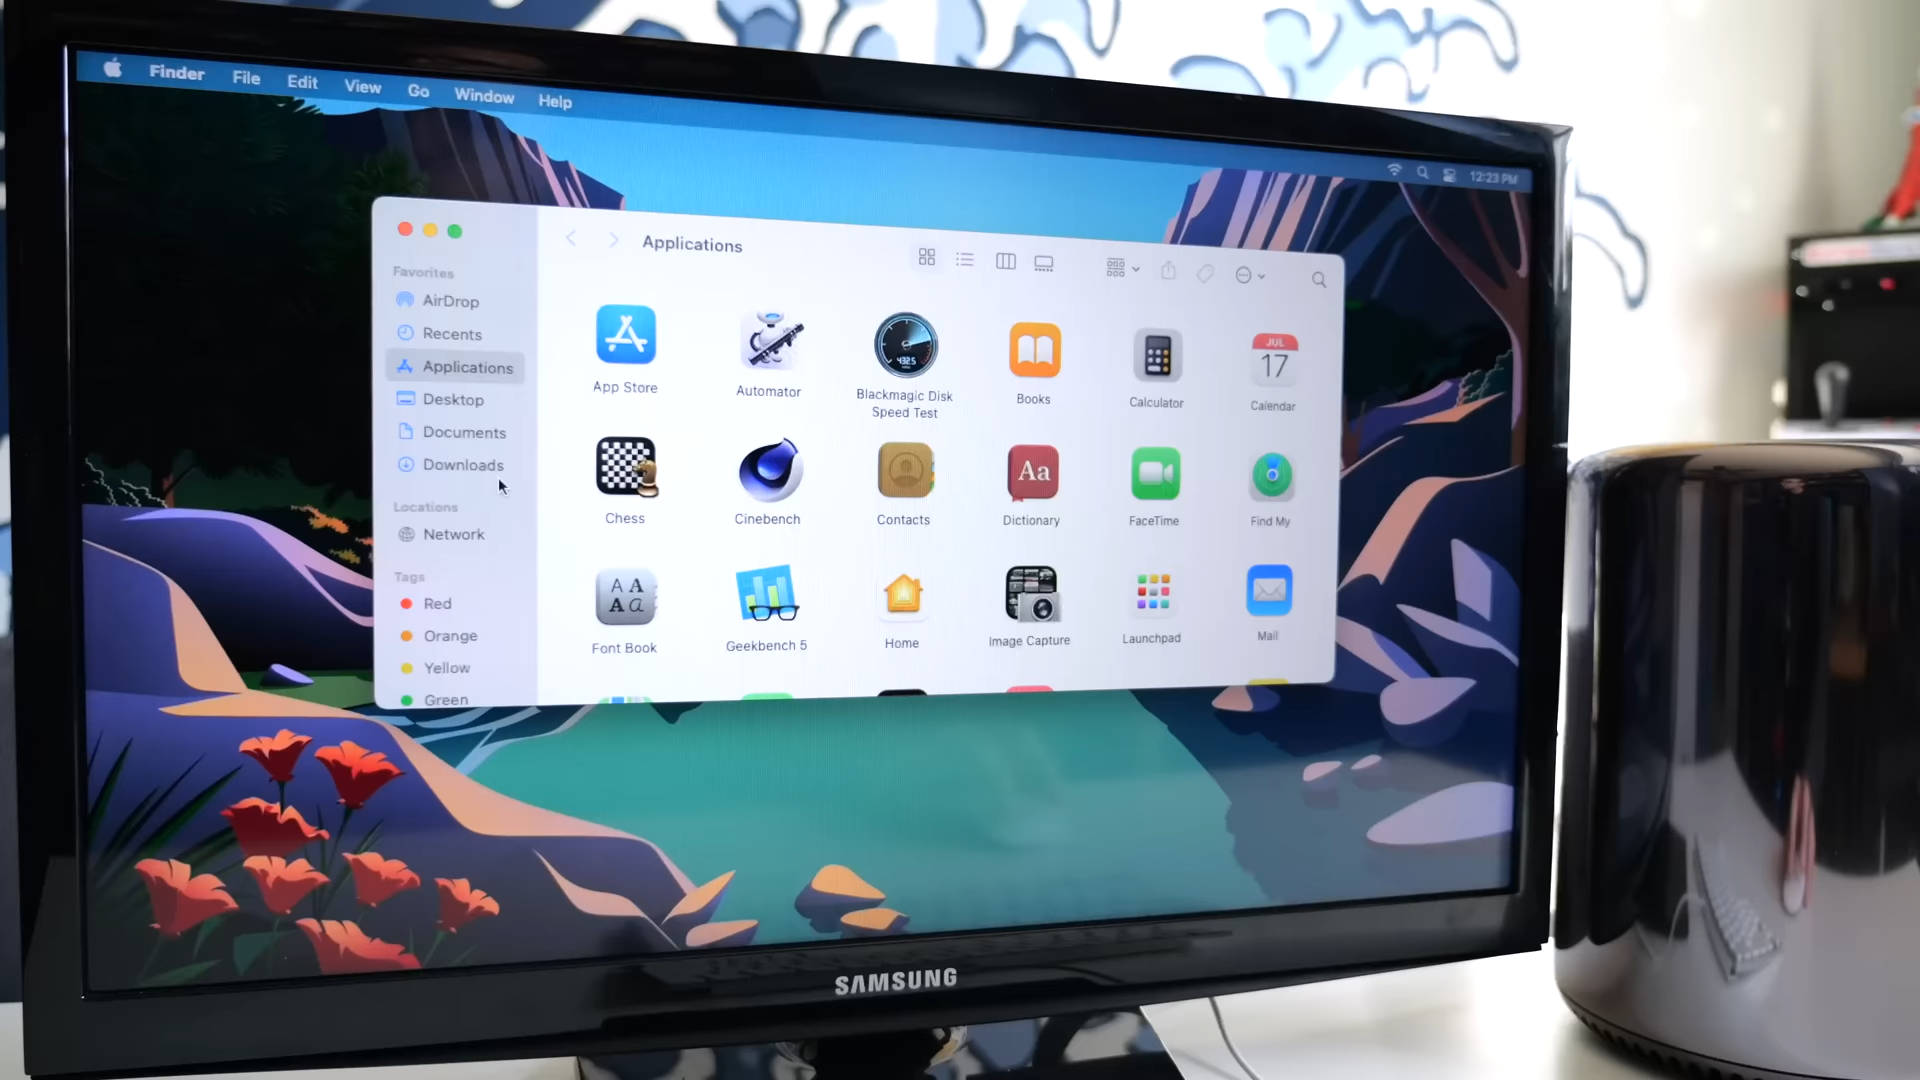 Finder File Edit View Go Window Help
12:23 PM
Applications
Favorites
AirDrop
Recents
Applications
Desktop
Documents
Downloads
Locations
Network
Tags
Red
Orange
Yellow
Green
App Store
Automator
432.5
Blackmagic Disk
Speed Test
Books
Calculator
JUL
17
Calendar
Chess
Cinebench
Contacts
Aa
Dictionary
FaceTime
Find My
A A
A a
Font Book
Geekbench 5
Home
Image Capture
Launchpad
Mail
SAMSUNG